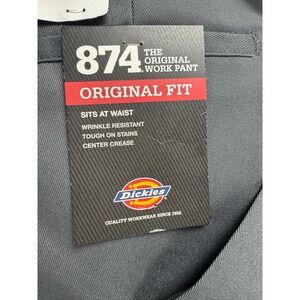 874 THE
ORIGINAL
WORK PANT
ORIGINAL FIT
SITS AT WAIST
WRINKLE RESISTANT
TOUGH ON STAINS
CENTER CREASE
Dickies
QUALITY WORKWEAR SINCE 1922